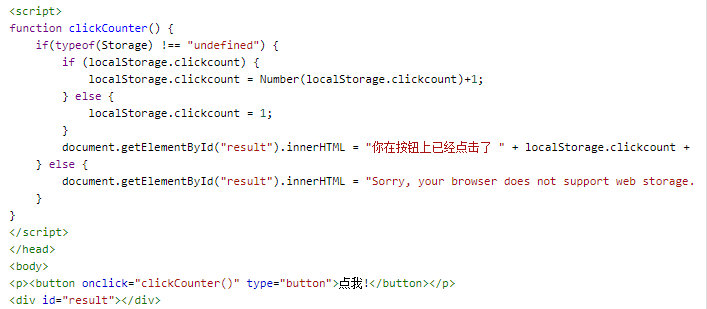 <script>
function clickCounter() {
    if(typeof(Storage) !== "undefined") {
        if (localStorage.clickcount) {
            localStorage.clickcount = Number(localStorage.clickcount)+1;
        } else {
            localStorage.clickcount = 1;
        }
        document.getElementById("result").innerHTML = "你在按钮上已经点击了 " + localStorage.clickcount +
    } else {
        document.getElementById("result").innerHTML = "Sorry, your browser does not support web storage.
    }
}
</script>
</head>
<body>
<p><button onclick="clickCounter()" type="button">点我!</button></p>
<div id="result"></div>